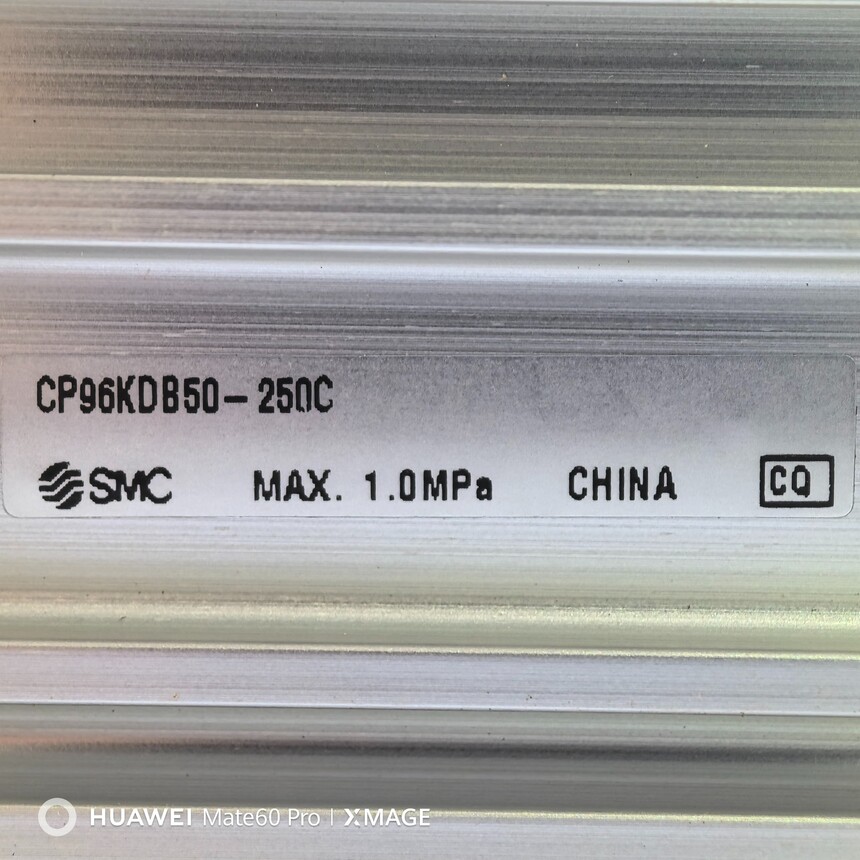 CP96KDB50-250C
SMC MAX. 1.0MPa CHINA CQ
HUAWEI Mate60 Pro | XMAGE